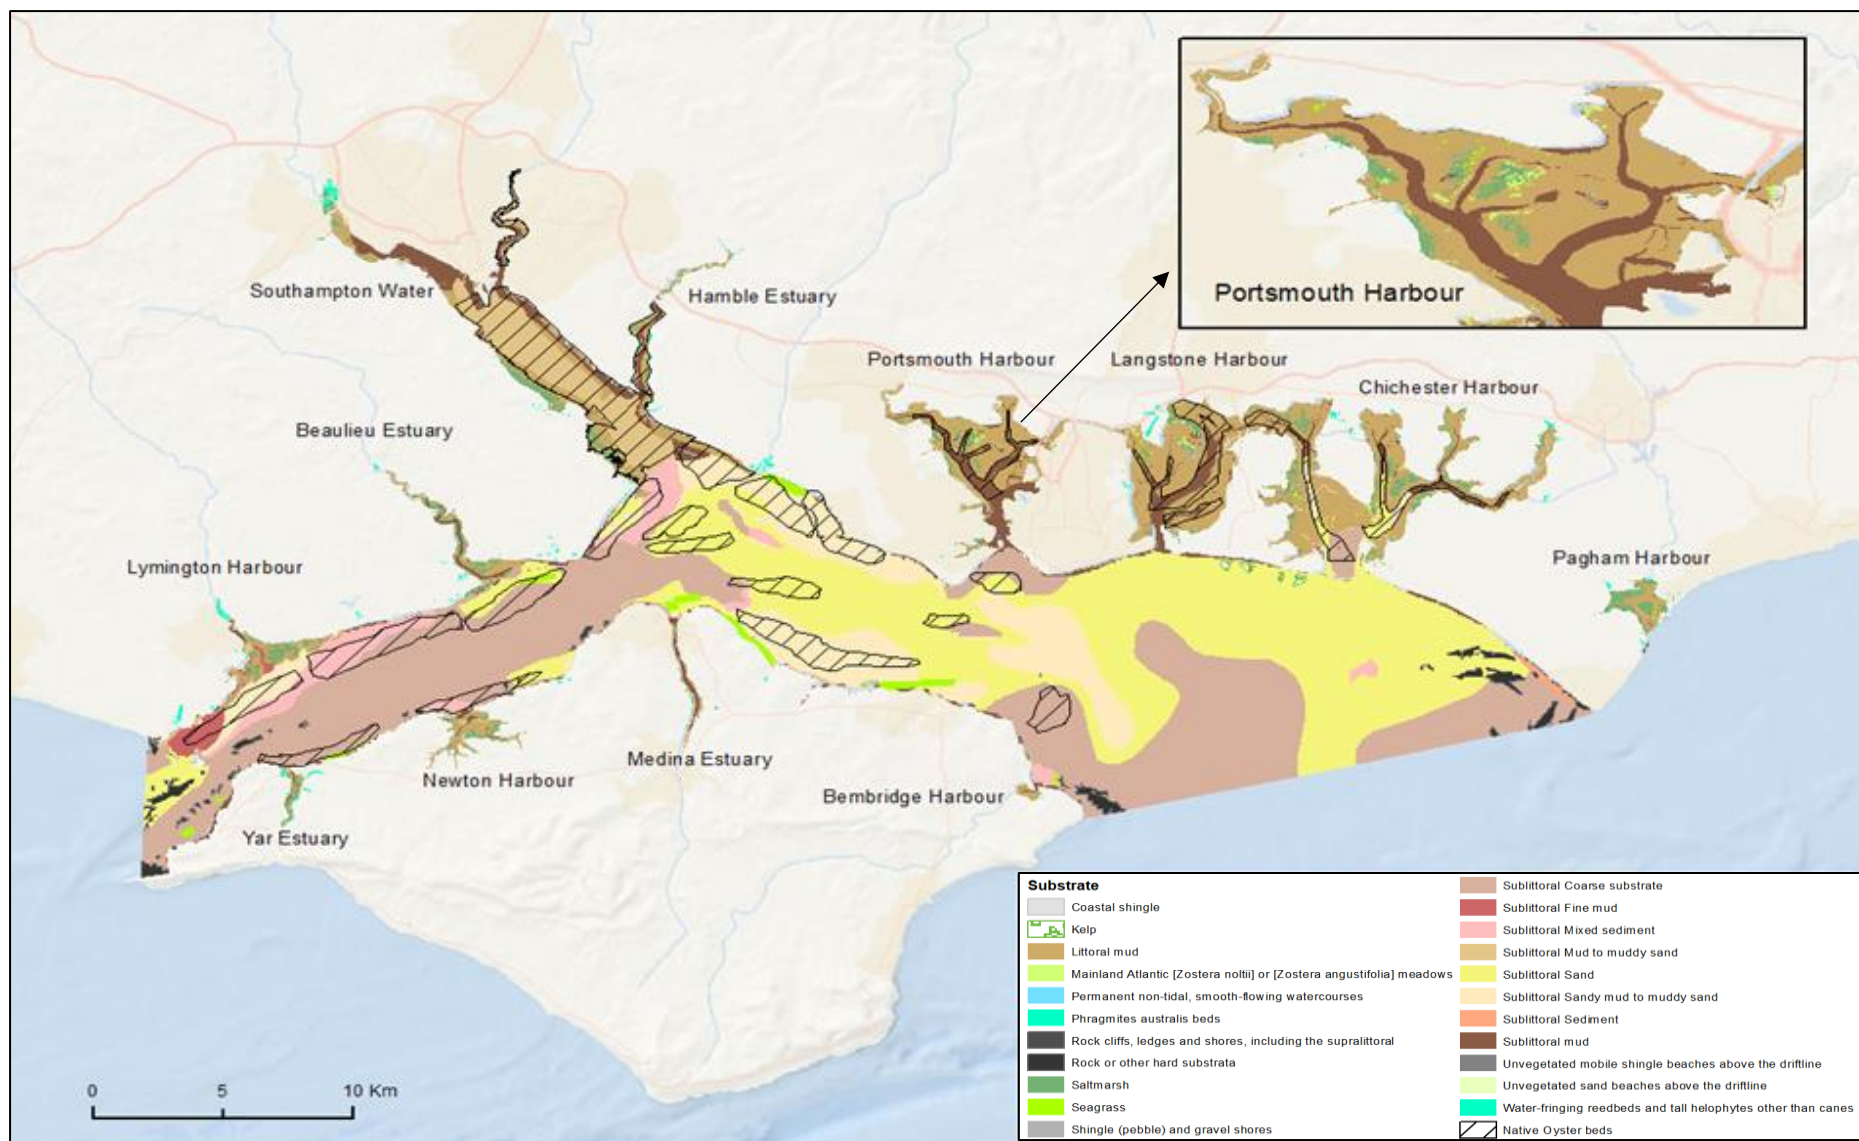 Portsmouth Harbour
Southampton Water
Hamble Estuary
Portsmouth Harbour
Langstone Harbour
Chichester Harbour
Beaulieu Estuary
Lymington Harbour
Pagham Harbour
Medina Estuary
Newton Harbour
Bembridge Harbour
Yar Estuary
0 5 10 Km
Substrate
Coastal shingle
Kelp
Littoral mud
Mainland Atlantic [Zostera noltii] or [Zostera angustifolia] meadows
Permanent non-tidal, smooth-flowing watercourses
Phragmites australis beds
Rock cliffs, ledges and shores, including the supralittoral
Rock or other hard substrata
Saltmarsh
Seagrass
Shingle (pebble) and gravel shores
Sublittoral Coarse substrate
Sublittoral Fine mud
Sublittoral Mixed sediment
Sublittoral Mud to muddy sand
Sublittoral Sand
Sublittoral Sandy mud to muddy sand
Sublittoral Sediment
Sublittoral mud
Unvegetated mobile shingle beaches above the driftline
Unvegetated sand beaches above the driftline
Water-fringing reedbeds and tall helophytes other than canes
Native Oyster beds